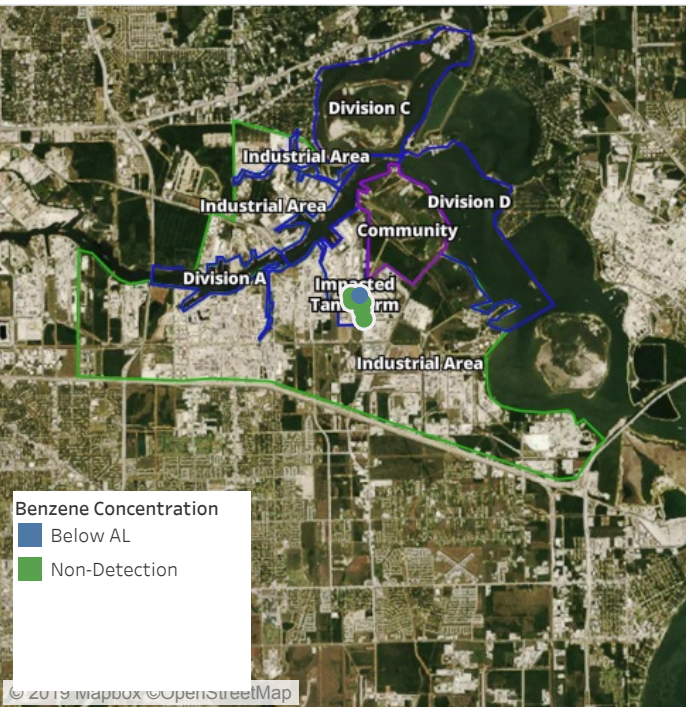 Division C
Industrial Area
Industrial Area
Division D
Community
Division A
Impacted
Industrial Area
Benzene Concentration
Below AL
Non-Detection
© 2019 Mapbox ©OpenStreetMap